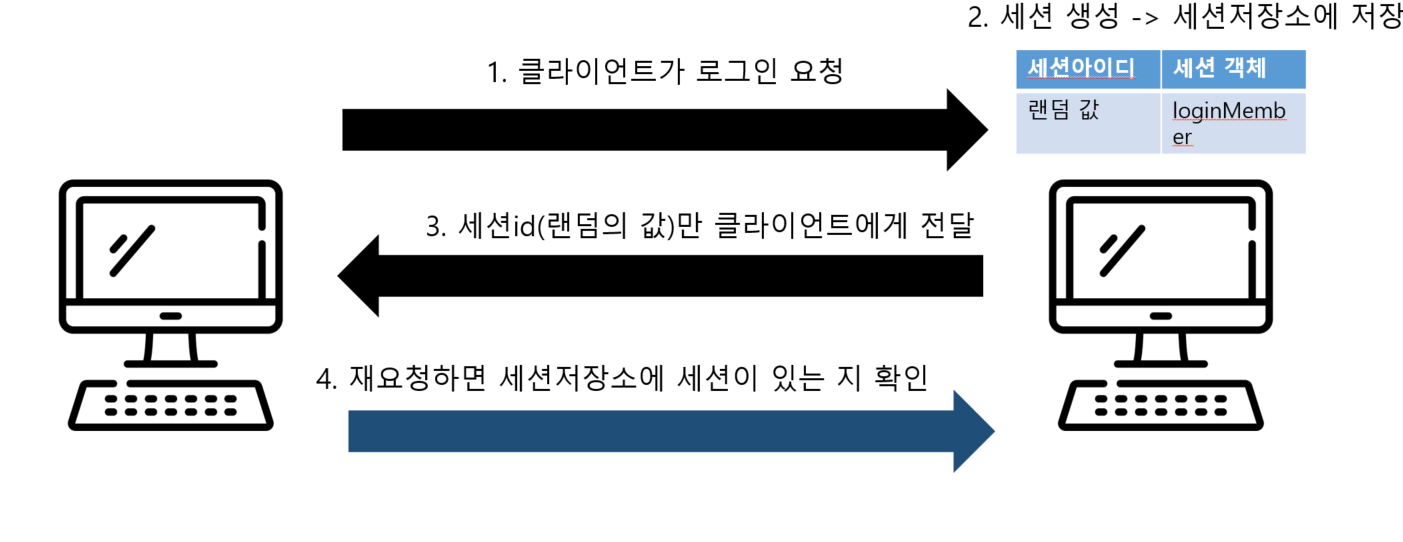 2. 세션 생성 -> 세션저장소에 저장
1. 클라이언트가 로그인 요청
세션아이디 세션 객체
랜덤 값 loginMemb
er
3. 세션id(랜덤의 값)만 클라이언트에게 전달
4. 재요청하면 세션저장소에 세션이 있는 지 확인